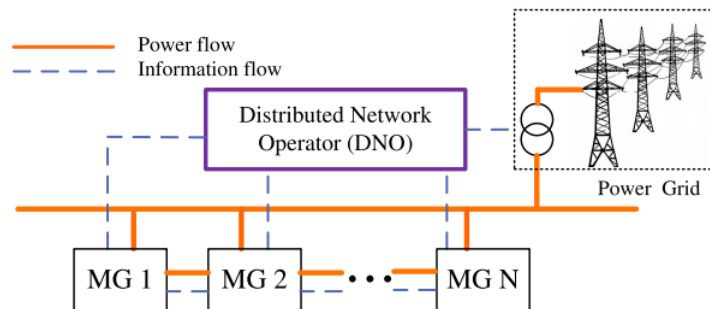 Power flow
Information flow
Distributed Network
Operator (DNO)
Power Grid
MG 1
MG 2
MG N